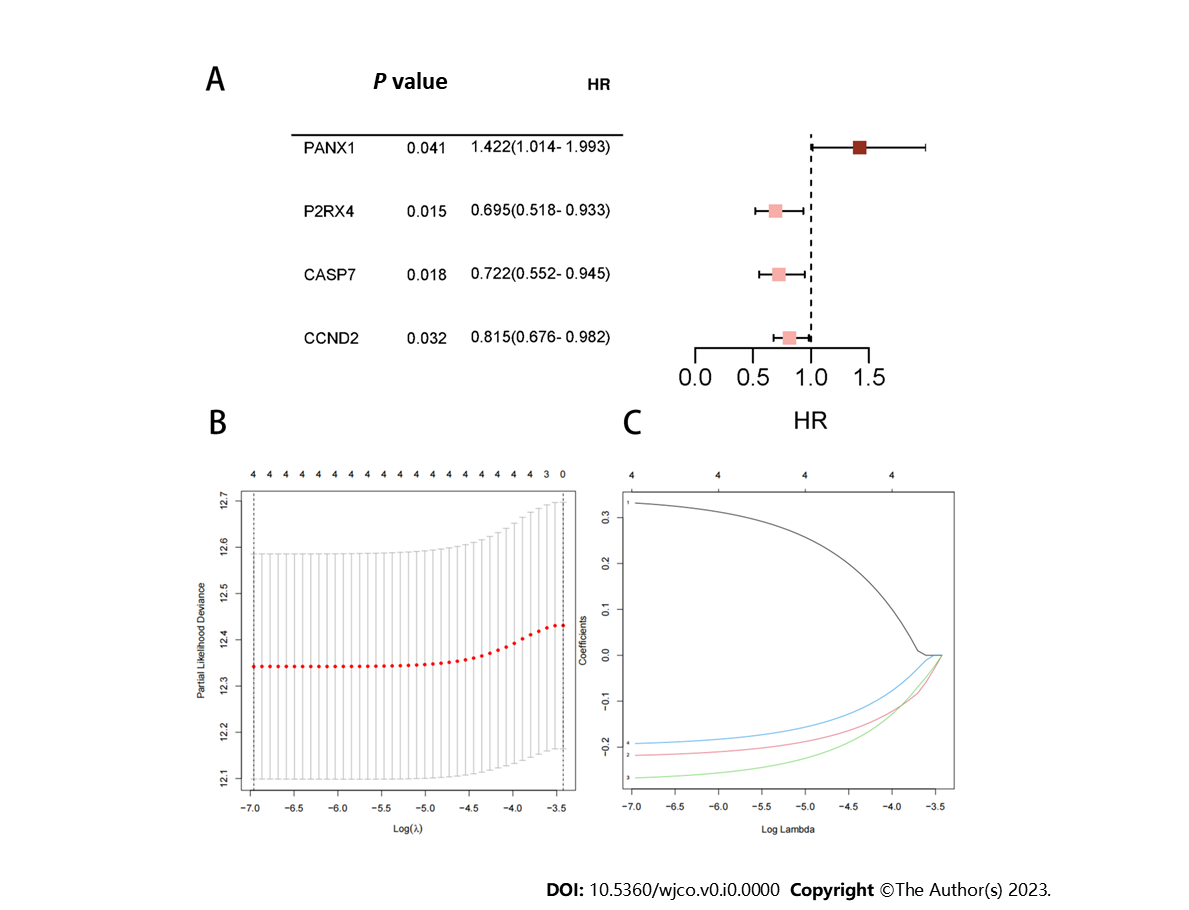 A
P value HR
PANX1 0.041 1.422(1.014- 1.993)
P2RX4 0.015 0.695(0.518- 0.933)
CASP7 0.018 0.722(0.552- 0.945)
CCND2 0.032 0.815(0.676- 0.982)
0.0 0.5 1.0 1.5
HR
B
4 4 4 4 4 4 4 4 4 4 4 4 4 4 4 4 4 4 3 0
12.7
12.6
12.5
12.4
12.3
12.2
12.1
Partial Likelihood Deviance
-7.0 -6.5 -6.0 -5.5 -5.0 -4.5 -4.0 -3.5
Log(λ)
C
4 4 4 4
0.3
0.2
0.1
0.0
-0.1
-0.2
Coefficients
1
4
2
3
-7.0 -6.5 -6.0 -5.5 -5.0 -4.5 -4.0 -3.5
Log Lambda
DOI: 10.5360/wjco.v0.i0.0000 Copyright ©The Author(s) 2023.